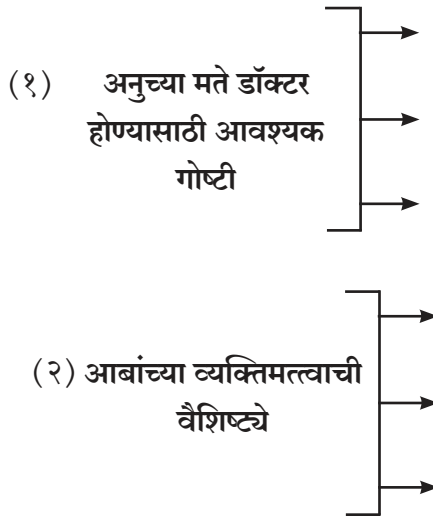 (१) अनुच्या मते डॉक्टर
होण्यासाठी आवश्यक
गोष्टी
(२) आबांच्या व्यक्तिमत्त्वाची
वैशिष्ट्ये